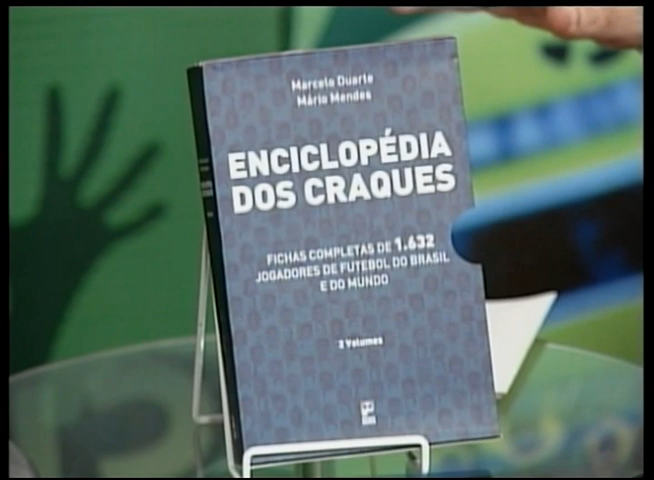 Marcelo Duarte
Mário Mendes
ENCICLOPÉDIA
DOS CRAQUES
FICHAS COMPLETAS DE 1.632
JOGADORES DE FUTEBOL DO BRASIL
E DO MUNDO
2 Volumes